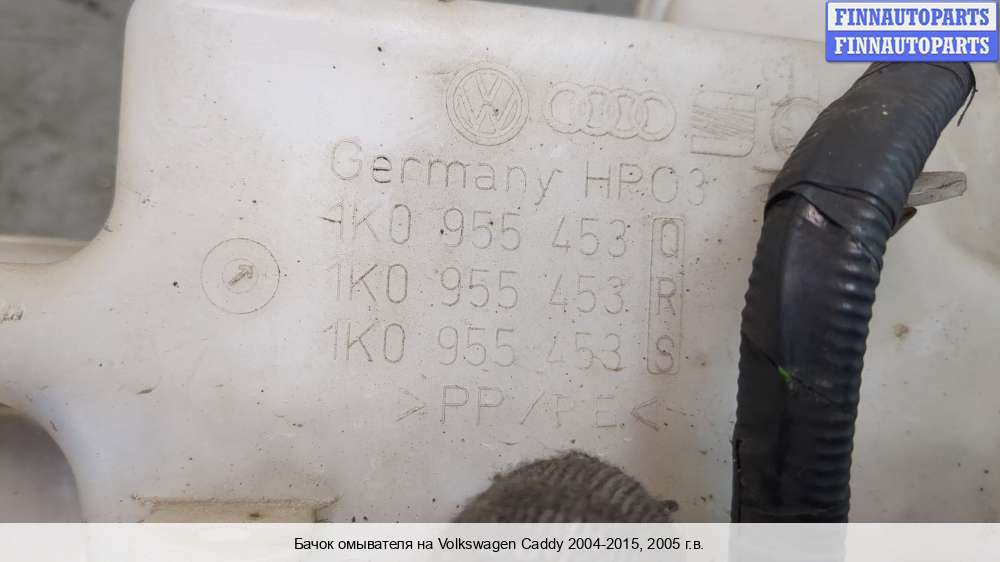 FINNAUTOPARTS
FINNAUTOPARTS
Germany HPO3
1K0 955 453 Q
1K0 955 453 R
1K0 955 453 S
>PP/PE<
Бачок омывателя на Volkswagen Caddy 2004-2015, 2005 г.в.